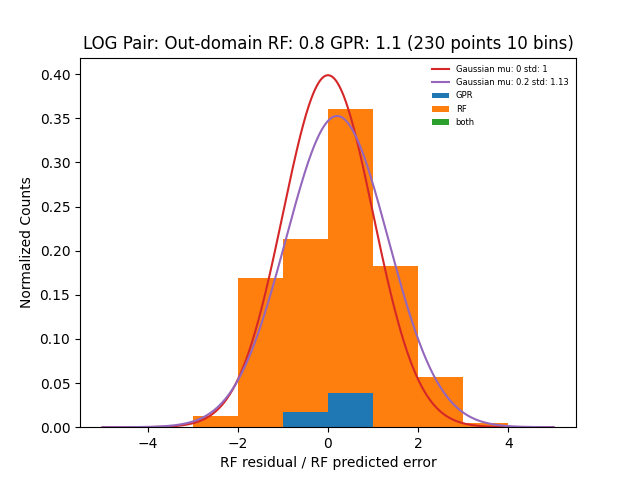 LOG Pair: Out-domain RF: 0.8 GPR: 1.1 (230 points 10 bins)
Gaussian mu: 0 std: 1
Gaussian mu: 0.2 std: 1.13
GPR
RF
both
Normalized Counts
0.40
0.35
0.30
0.25
0.20
0.15
0.10
0.05
0.00
−4
−2
0
2
4
RF residual / RF predicted error